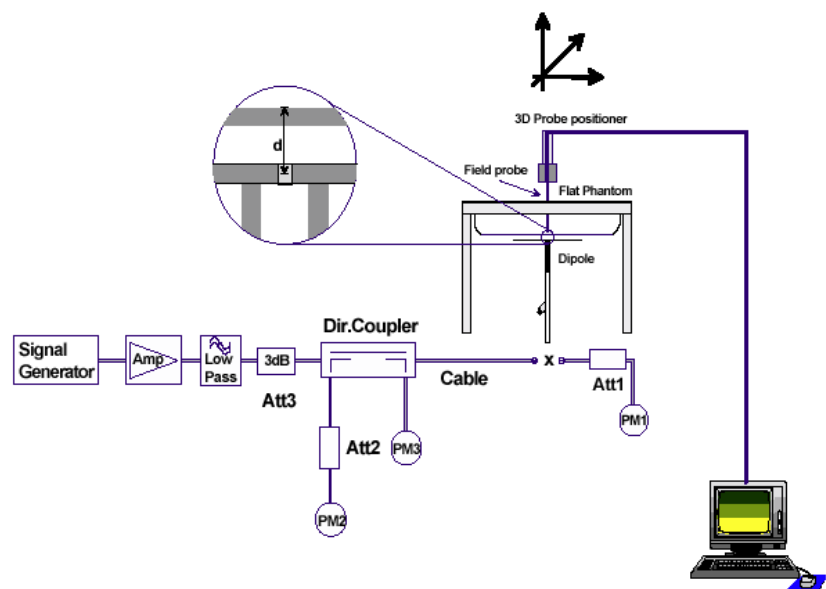 3D Probe positioner
d
Field probe
Flat Phantom
Dipole
Dir.Coupler
Signal
Generator
Amp
Low
Pass
3dB
Cable
x
Att1
Att3
PM1
Att2
PM3
PM2